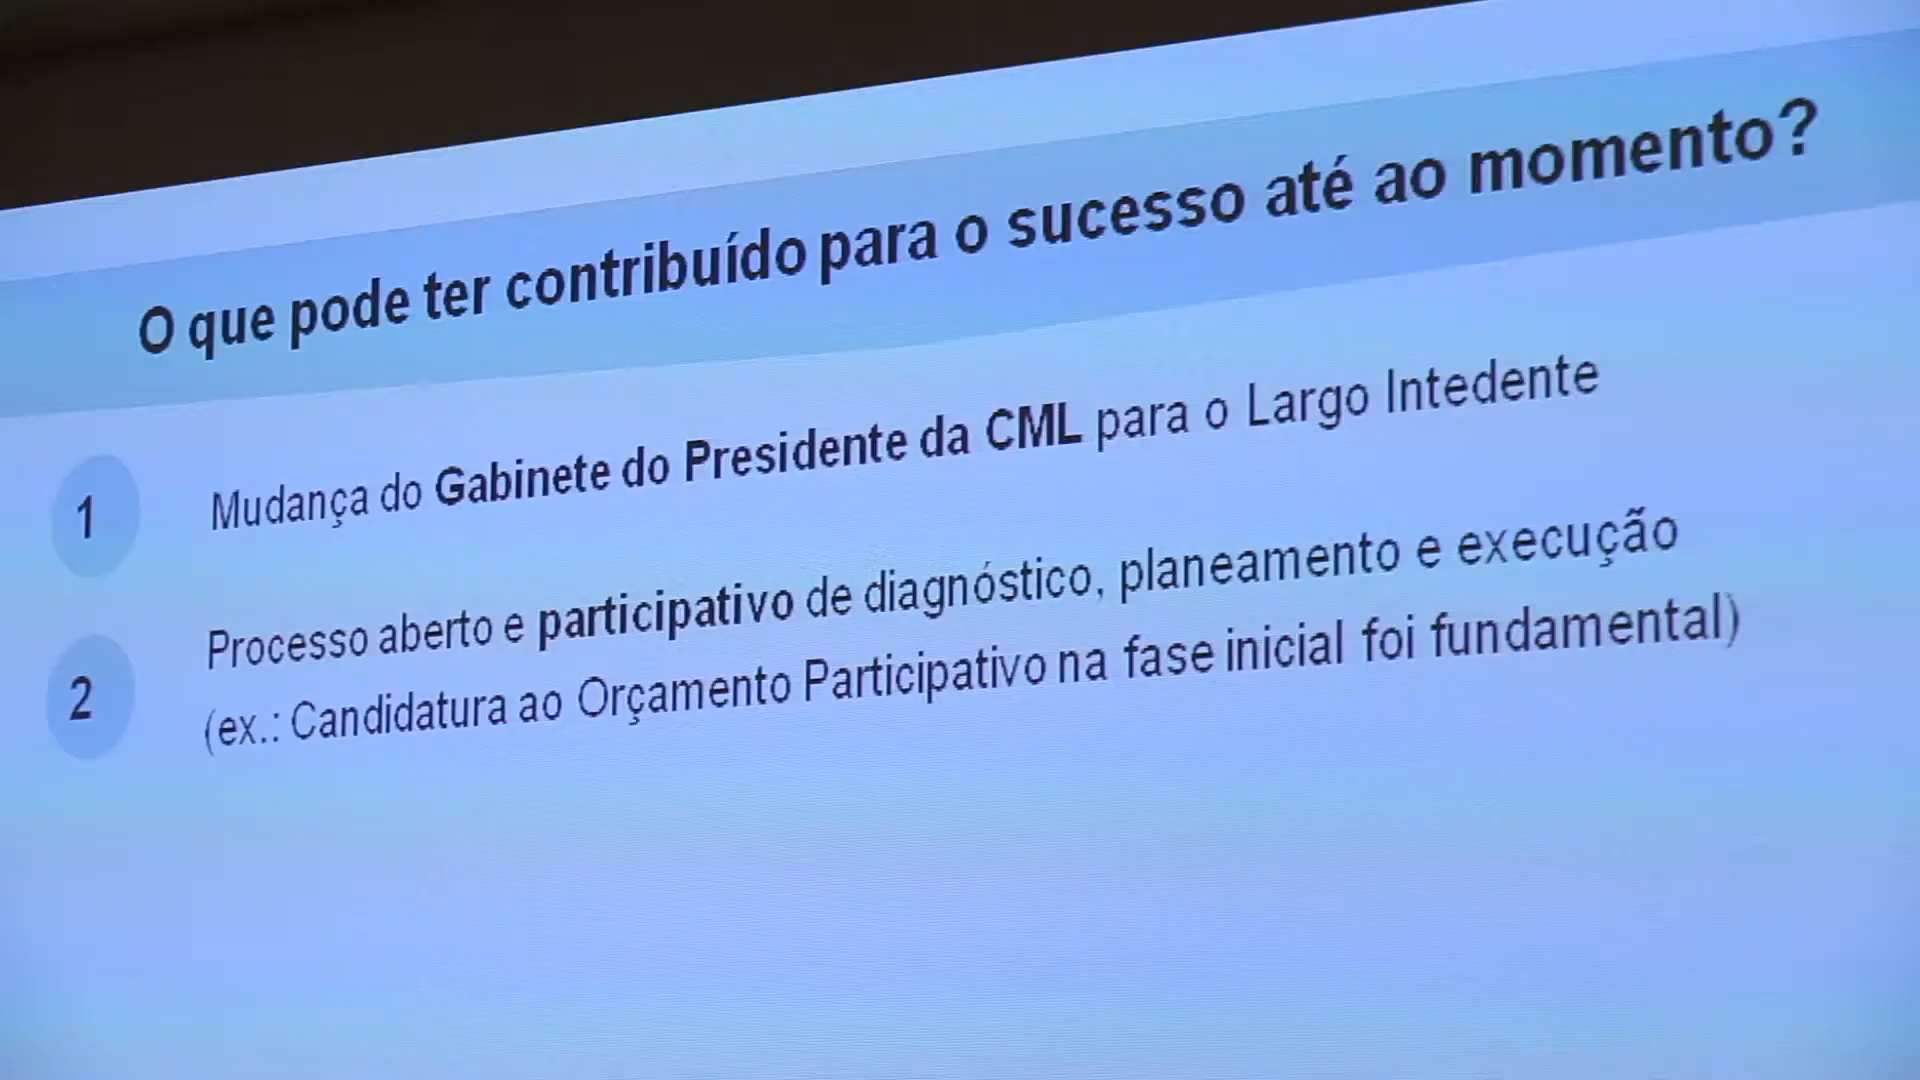 O que pode ter contribuído para o sucesso até ao momento?
1 Mudança do Gabinete do Presidente da CML para o Largo Intedente
2 Processo aberto e participativo de diagnóstico, planeamento e execução
(ex.: Candidatura ao Orçamento Participativo na fase inicial foi fundamental)